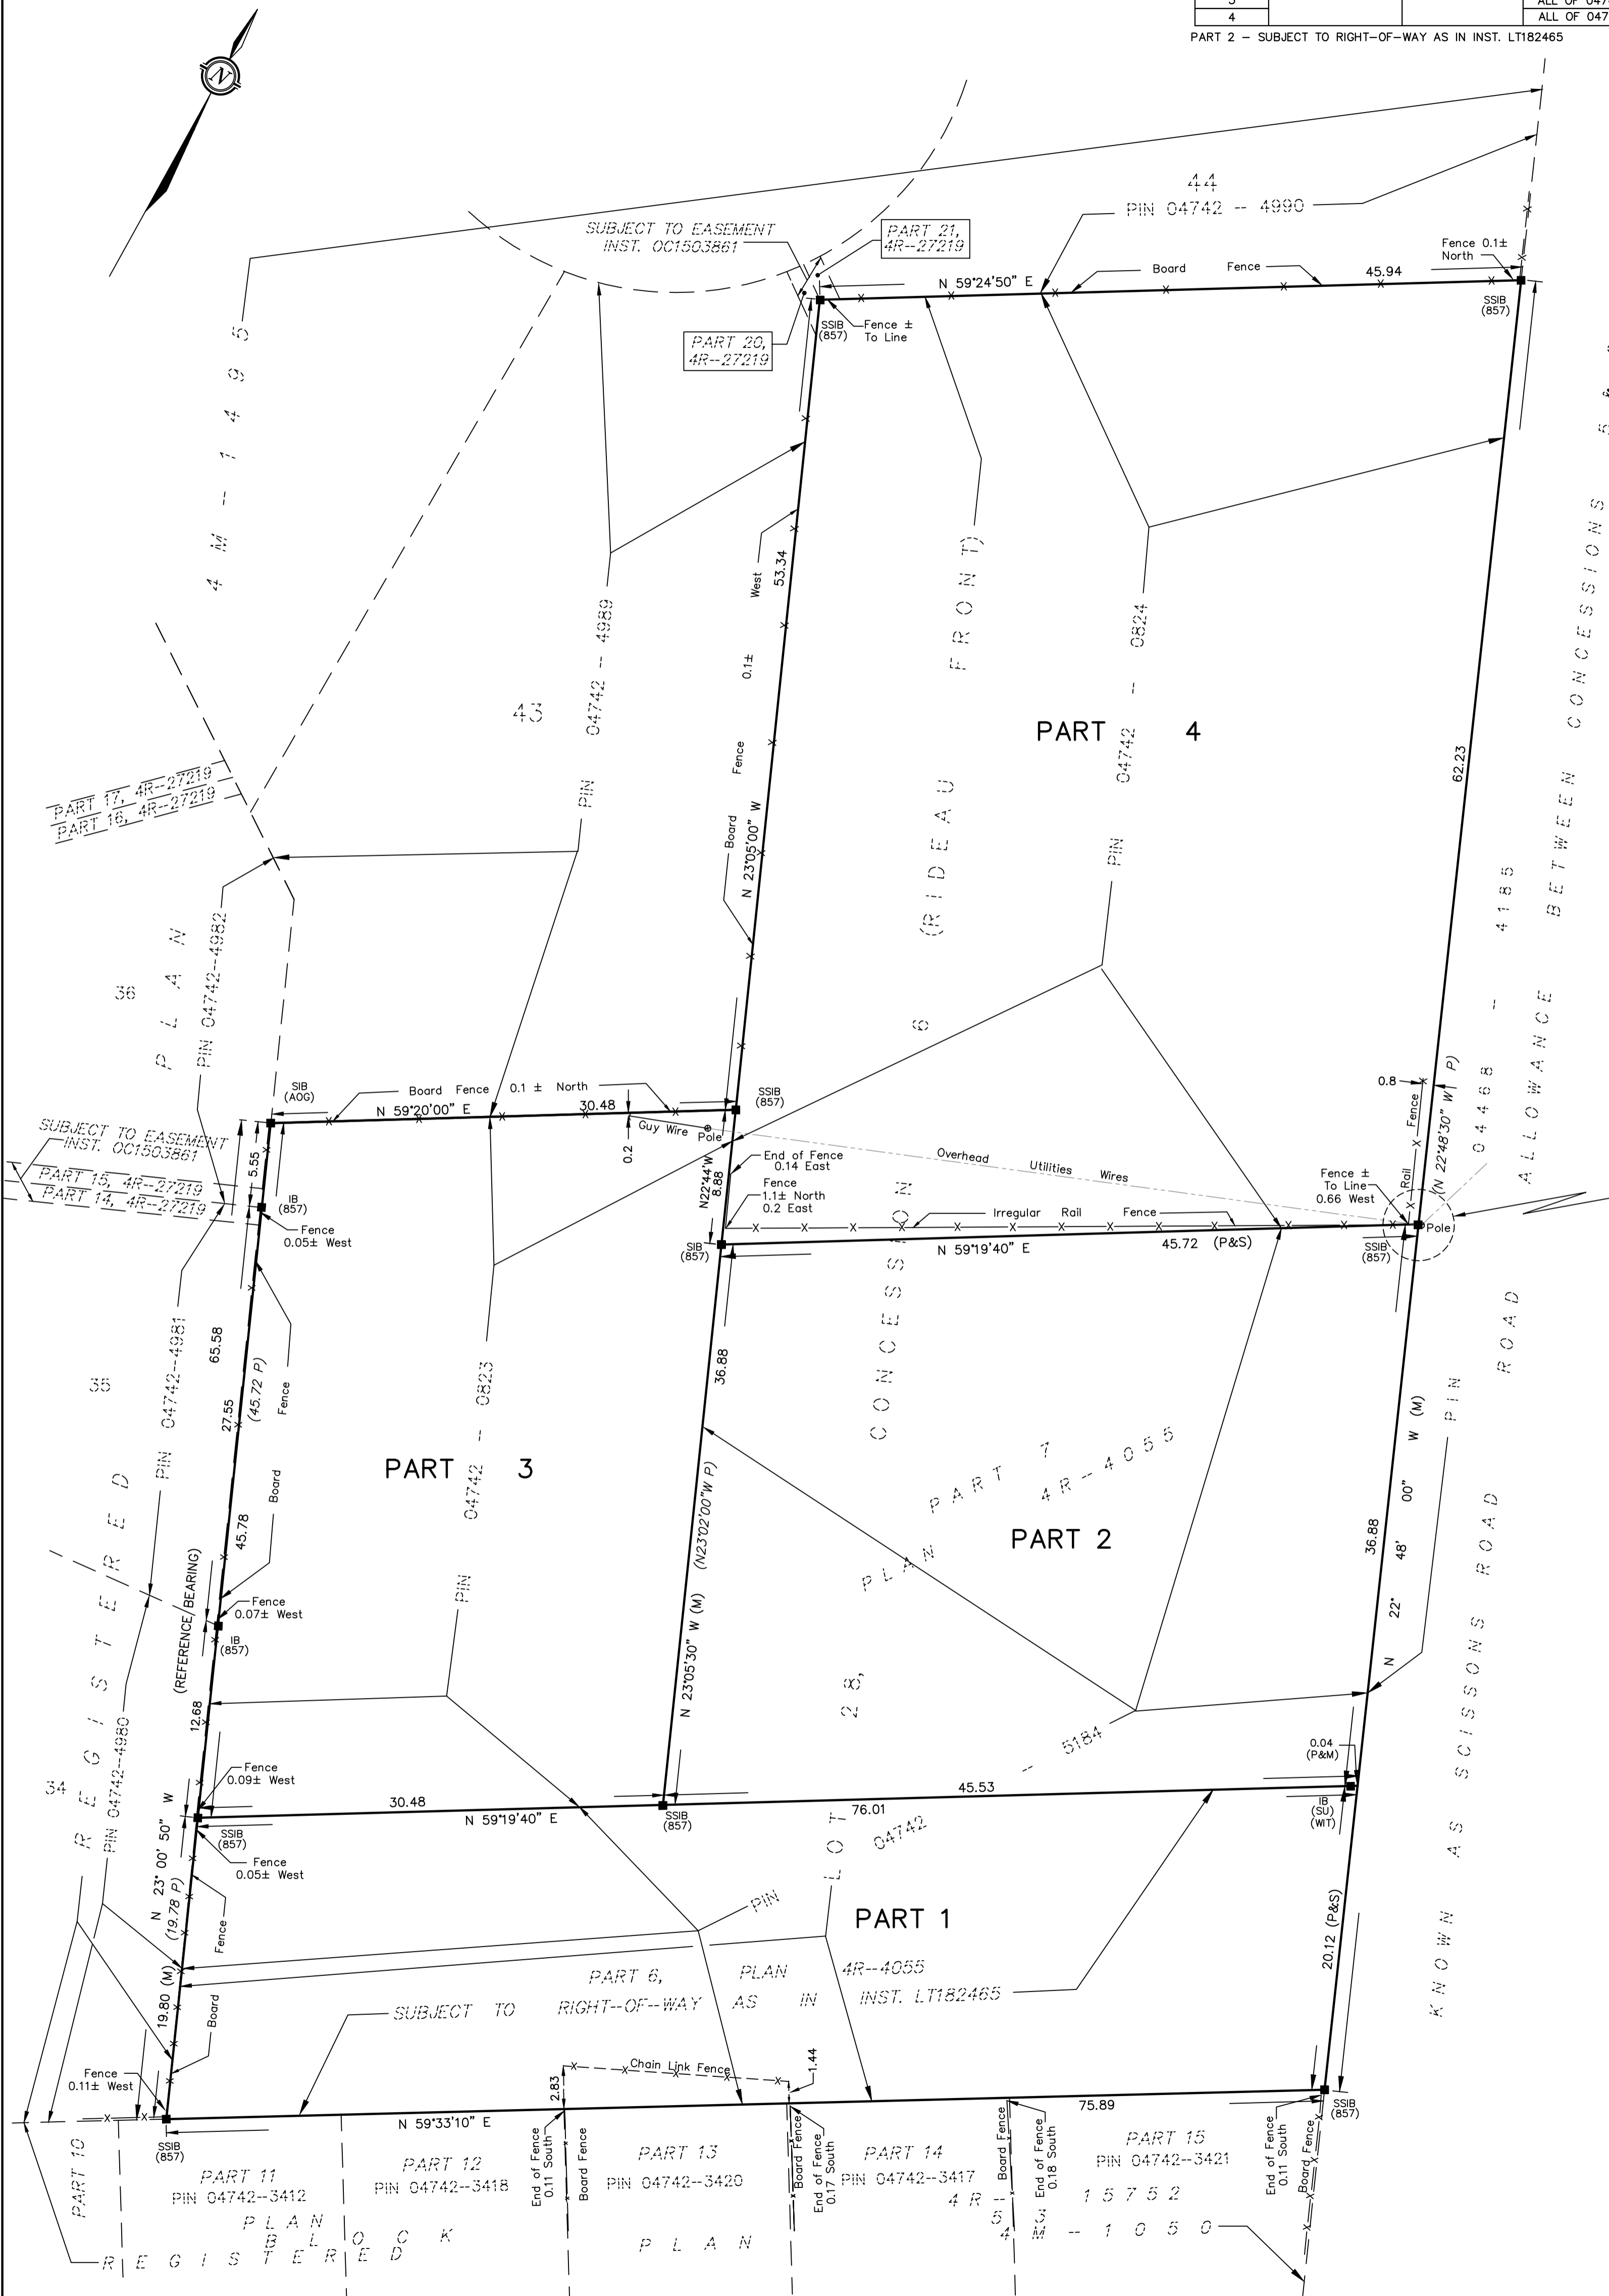 4
ALL OF 047
PART 2 – SUBJECT TO RIGHT–OF–WAY AS IN INST. LT182465
N
44
PIN 04742 -- 4990
SUBJECT TO EASEMENT
INST. OC1503861
PART 21,
4R--27219
Fence 0.1±
North
Board Fence
45.94
N 59°24'50" E
SSIB
(857)
SSIB
(857)
Fence ±
To Line
PART 20,
4R--27219
4M-1495
West
53.34
0.1±
Fence
Board
N 23°05'00" W
43
PIN 04742 -- 4989
(RIDEAU FRONT)
PIN 04742 - 0824
PART 4
62.23
BETWEEN CONCESSIONS 5
PART 17, 4R--27219
PART 16, 4R--27219
36
PLAN
PIN 04742--4982
SIB
(AOG)
Board Fence 0.1 ± North
N 59°20'00" E
30.48
SSIB
(857)
Guy Wire
Pole
0.2
6
0.8
Fence
Rail
(N 22°48'30" W P)
04468 - 4185
ALLOWANCE
SUBJECT TO EASEMENT
INST. OC1503861
PART 15, 4R--27219
PART 14, 4R--27219
5.55
IB
(857)
Fence
0.05± West
N22°44'W
8.88
End of Fence
0.14 East
Fence
1.1± North
0.2 East
Overhead Utilities Wires
Irregular Rail Fence
Fence ±
To Line
0.66 West
Pole
SIB
(857)
N 59°19'40" E
45.72 (P&S)
SSIB
(857)
CONCESSION
65.58
27.55
(45.72 P)
Fence
Board
45.78
35
PIN 04742--4981
REGISTERED
PIN 04742 - 0823
36.88
PART 3
PART 7
PLAN 4R--4055
PART 2
N 23°05'30" W (M) (N23°02'00"W P)
36.88
N 22° 48' 00" W (M)
PIN
ROAD
KNOWN AS SCISSONS ROAD
(REFERENCE BEARING)
Fence
0.07± West
IB
(857)
12.68
28,
Fence
0.09± West
30.48
N 59°19'40" E
SSIB
(857)
SSIB
(857)
Fence
0.05± West
45.53
76.01
0.04
(P&M)
IB
(SU)
(WIT)
34
PIN 04742--4980
N 23° 00' 50" W
(19.78 P)
19.80 (M)
Fence
Board
LOT
PIN 04742 - 5184
PART 1
20.12 (P&S)
PART 6, PLAN 4R--4055
SUBJECT TO RIGHT--OF--WAY AS IN INST. LT182465
Fence
0.11± West
Chain Link Fence
2.83
1.44
SSIB
(857)
N 59°33'10" E
75.89
SSIB
(857)
PART 10
PART 11
PIN 04742--3412
PART 12
PIN 04742--3418
End of Fence
0.11 South
Board Fence
PART 13
PIN 04742--3420
Board Fence
End of Fence
0.17 South
PART 14
PIN 04742--3417
Board Fence
End of Fence
0.18 South
PART 15
PIN 04742--3421
End of Fence
0.11 South
Board Fence
PLAN 4R--15752
BLOCK 53
REGISTERED PLAN 4M--1050